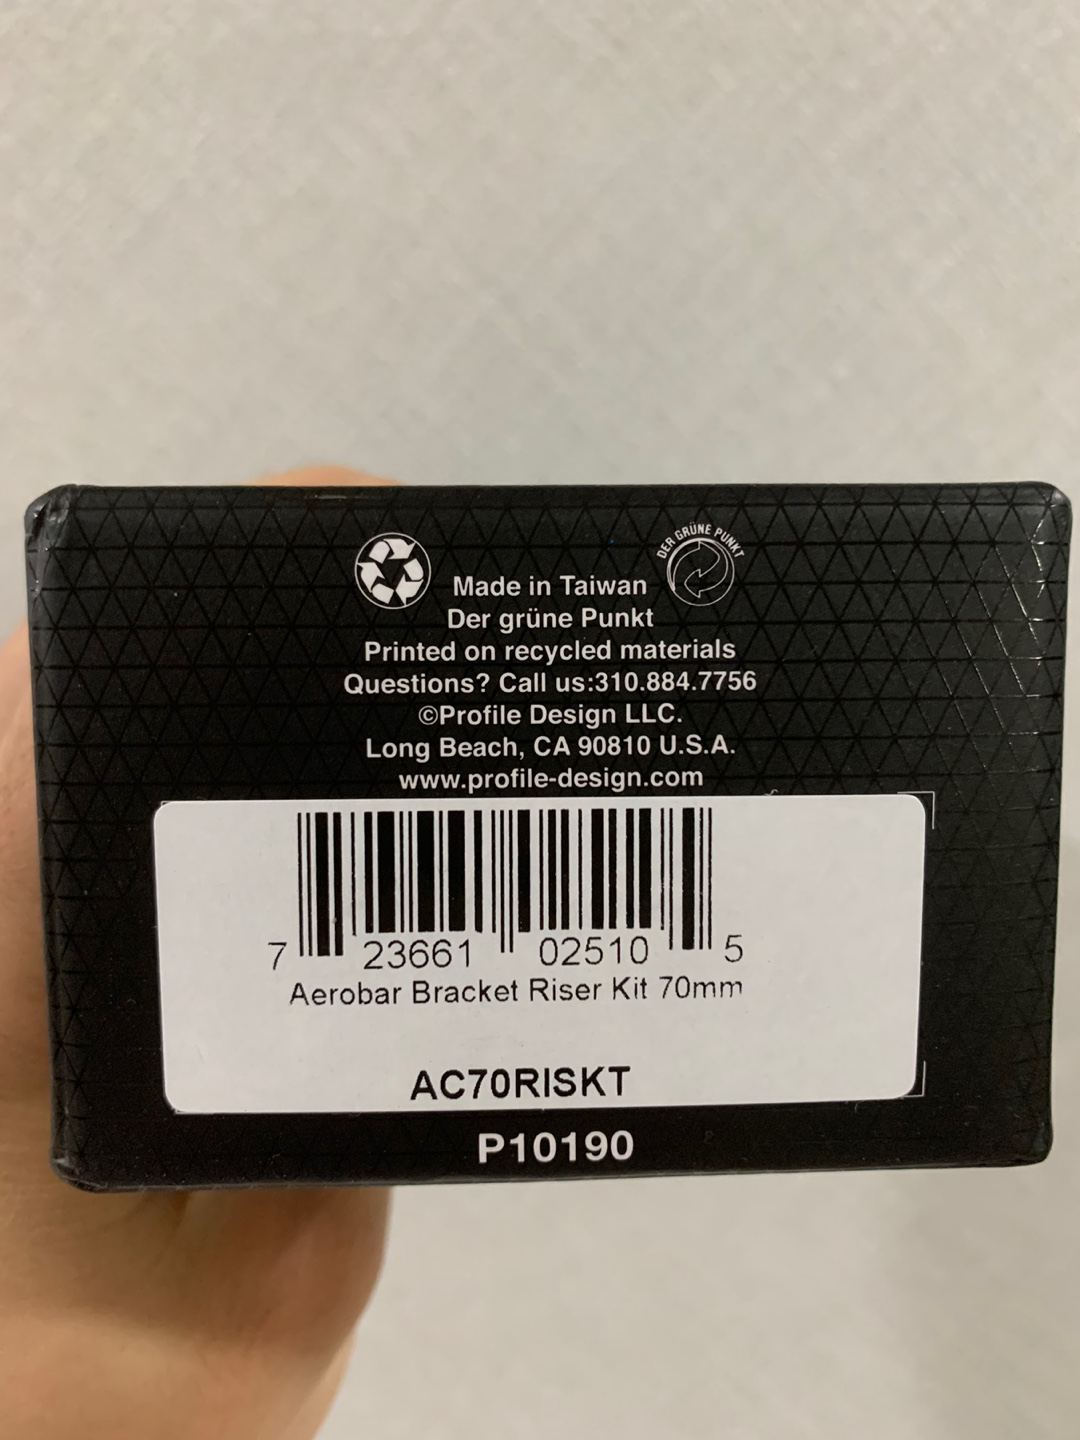 DER GRÜNE PUNKT
Made in Taiwan
Der grüne Punkt
Printed on recycled materials
Questions? Call us:310.884.7756
©Profile Design LLC.
Long Beach, CA 90810 U.S.A.
www.profile-design.com
7 23661 02510 5
Aerobar Bracket Riser Kit 70mm
AC70RISKT
P10190